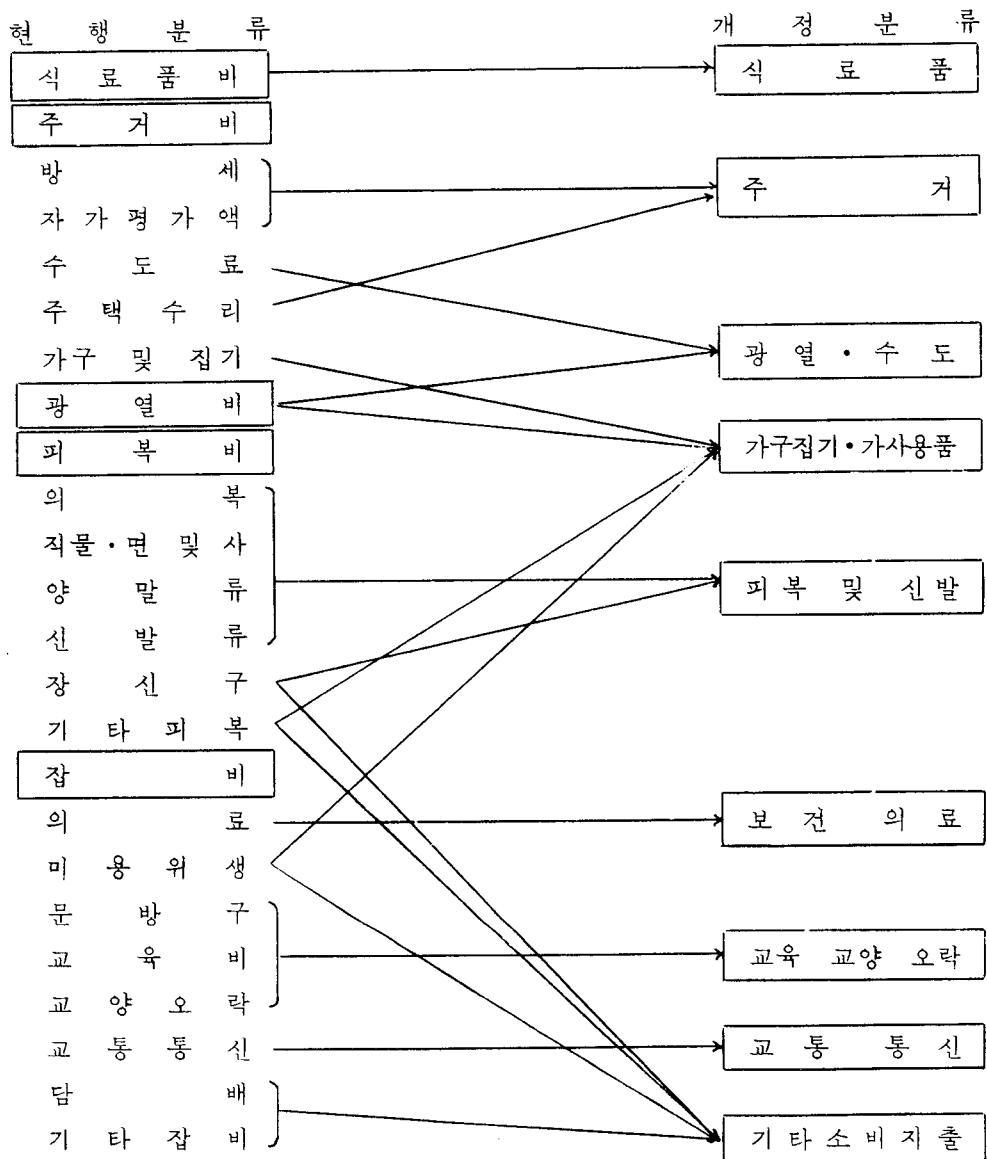 현 행 분 류
식 료 품 비
주 거 비
방 세
자 가 평 가 액
수 도 료
주 택 수 리
가구 및 집기
광 열 비
피 복 비
의 복
직물·면 및 사
양 말 류
신 발 류
장 신 구
기 타 피 복
잡 비
의 료
미 용 위 생
문 방 구
교 육 비
교 양 오 락
교 통 통 신
담 배
기 타 잡 비
개 정 분 류
식 료 품
주 거
광 열 · 수 도
가구집기·가사용품
피 복 및 신 발
보 건 의 료
교육 교양 오락
교 통 통 신
기 타 소 비 지 출